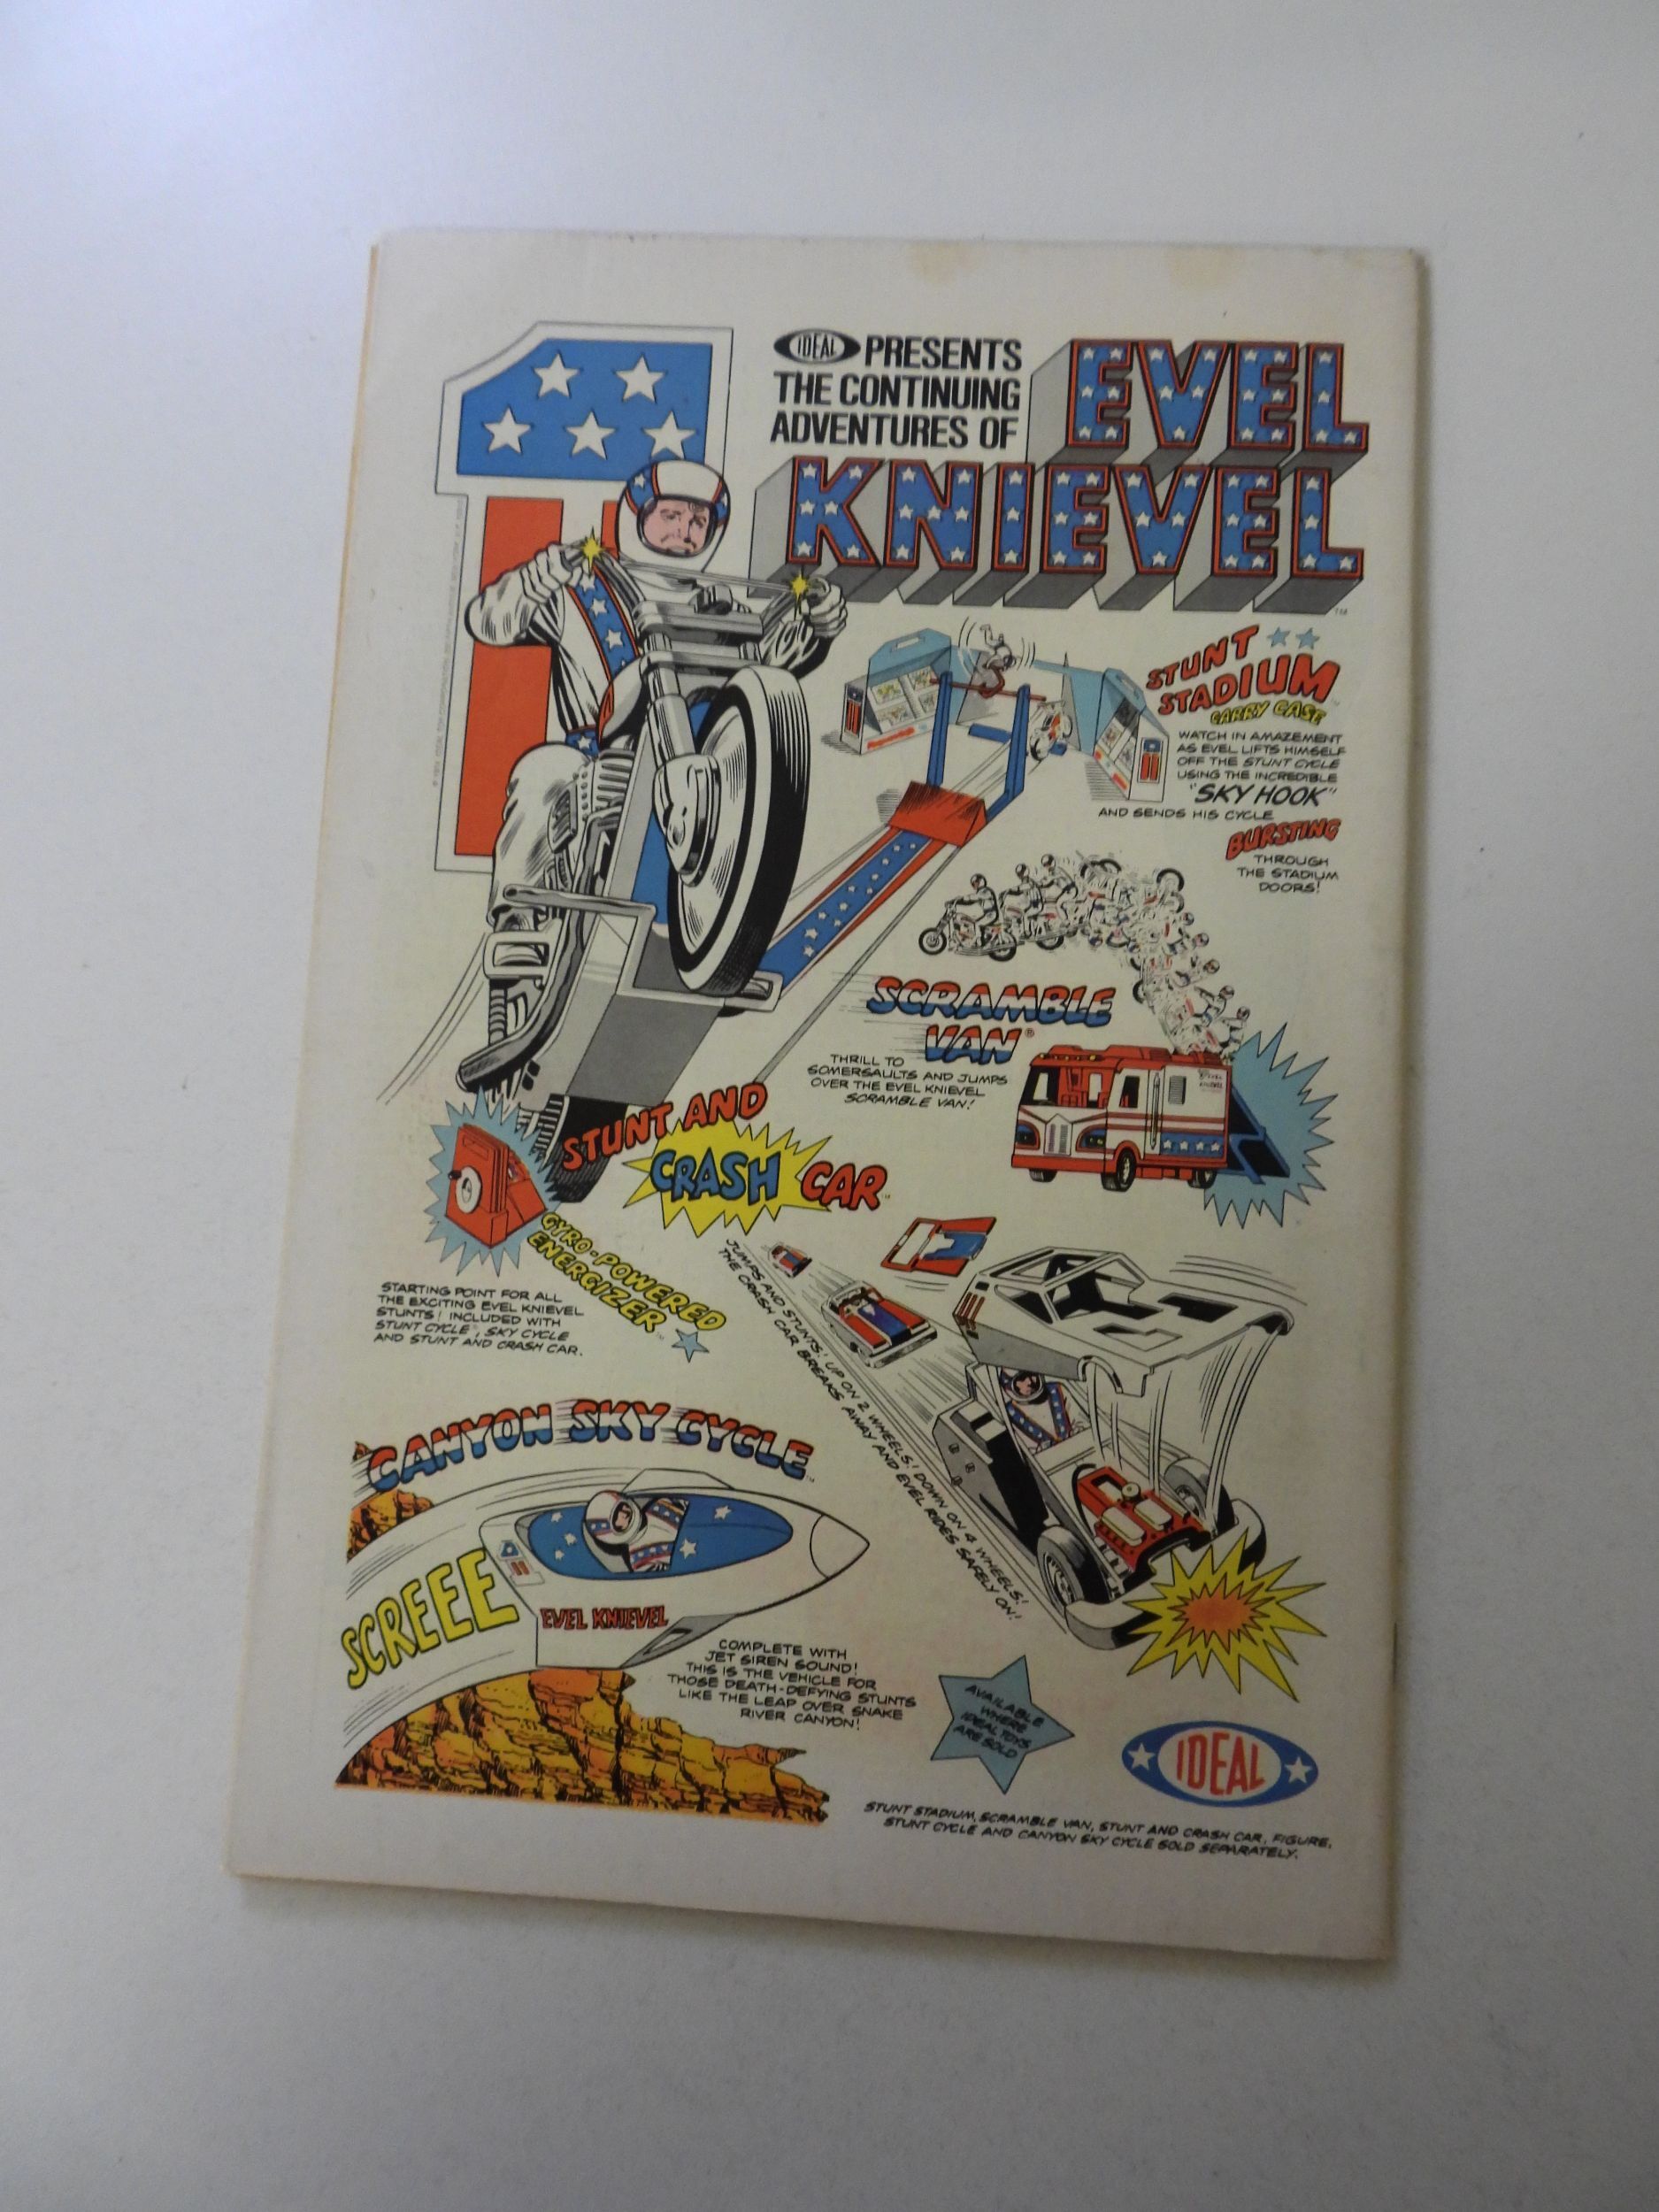 IDEAL PRESENTS
THE CONTINUING
ADVENTURES OF
EVEL
KNIEVEL
TM
STUNT
STADIUM
CARRY CASE
WATCH IN AMAZEMENT
AS EVEL LIFTS HIMSELF
OFF THE STUNT CYCLE
USING THE INCREDIBLE
"SKY HOOK"
AND SENDS HIS CYCLE
BURSTING
THROUGH
THE STADIUM
DOORS!
SCRAMBLE
VAN®
THRILL TO
SOMERSAULTS AND JUMPS
OVER THE EVEL KNIEVEL
SCRAMBLE VAN!
STUNT AND
CRASH CAR
JUMPS AND STUNTS! UP ON 2 WHEELS! DOWN ON 4 WHEELS!
THE CRASH CAR BREAKS AWAY AND EVEL RIDES SAFELY ON!
GYRO-POWERED
ENERGIZER
STARTING POINT FOR ALL
THE EXCITING EVEL KNIEVEL
STUNTS! INCLUDED WITH
STUNT CYCLE, SKY CYCLE
AND STUNT AND CRASH CAR.
CANYON SKY CYCLE
SCREEE
EVEL KNIEVEL
COMPLETE WITH
JET SIREN SOUND!
THIS IS THE VEHICLE FOR
THOSE DEATH-DEFYING STUNTS
LIKE THE LEAP OVER SNAKE
RIVER CANYON!
AVAILABLE
WHERE
IDEAL TOYS
ARE SOLD
IDEAL
STUNT STADIUM, SCRAMBLE VAN, STUNT AND CRASH CAR, FIGURE,
STUNT CYCLE AND CANYON SKY CYCLE SOLD SEPARATELY.